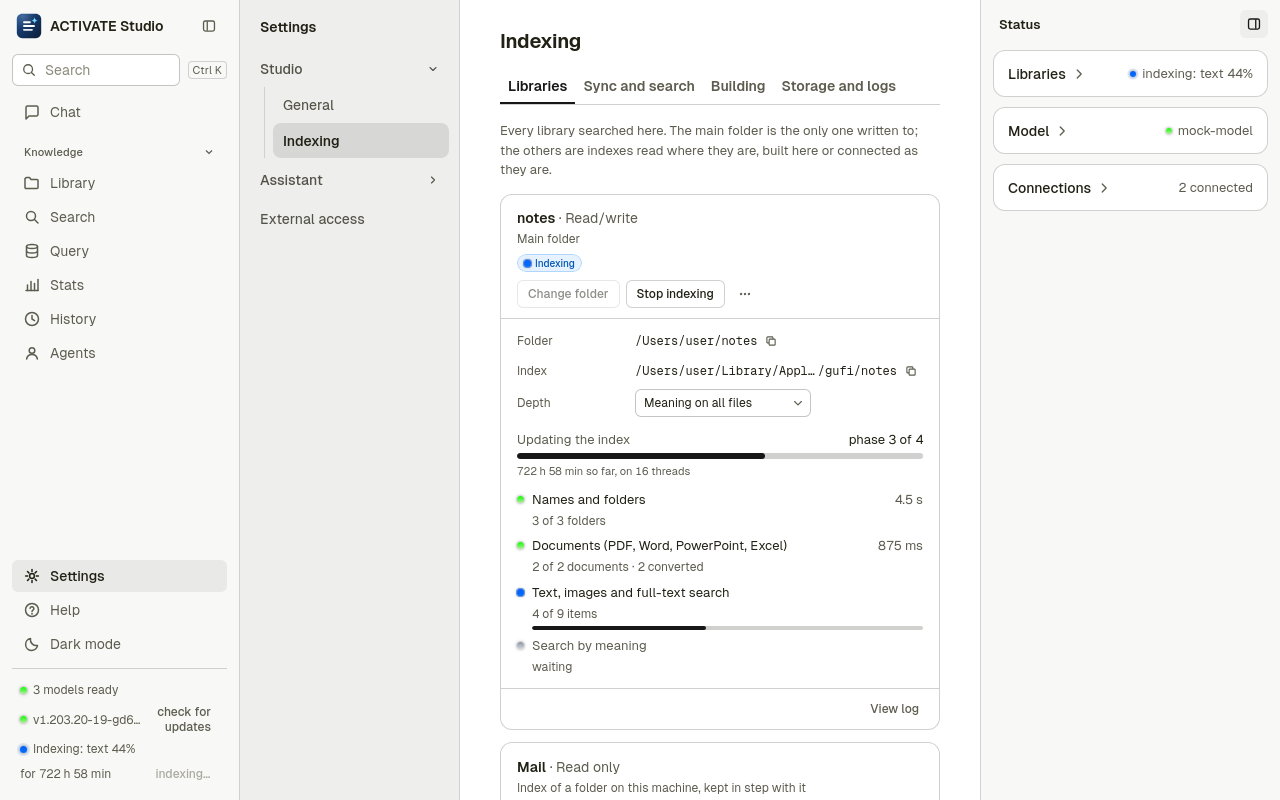 ACTIVATE Studio
Search
Ctrl K
Chat
Knowledge
Library
Search
Query
Stats
History
Agents
Settings
Help
Dark mode
3 models ready
v1.203.20-19-gd6…
check for
updates
Indexing: text 44%
for 722 h 58 min
indexing…
Settings
Studio
General
Indexing
Assistant
External access
Indexing
Libraries
Sync and search
Building
Storage and logs
Every library searched here. The main folder is the only one written to;
the others are indexes read where they are, built here or connected as
they are.
notes · Read/write
Main folder
Indexing
Change folder
Stop indexing
Folder
/Users/user/notes
Index
/Users/user/Library/Appl… /gufi/notes
Depth
Meaning on all files
Updating the index
phase 3 of 4
722 h 58 min so far, on 16 threads
Names and folders
4.5 s
3 of 3 folders
Documents (PDF, Word, PowerPoint, Excel)
875 ms
2 of 2 documents · 2 converted
Text, images and full-text search
4 of 9 items
Search by meaning
waiting
View log
Mail · Read only
Index of a folder on this machine, kept in step with it
Status
Libraries
indexing: text 44%
Model
mock-model
Connections
2 connected